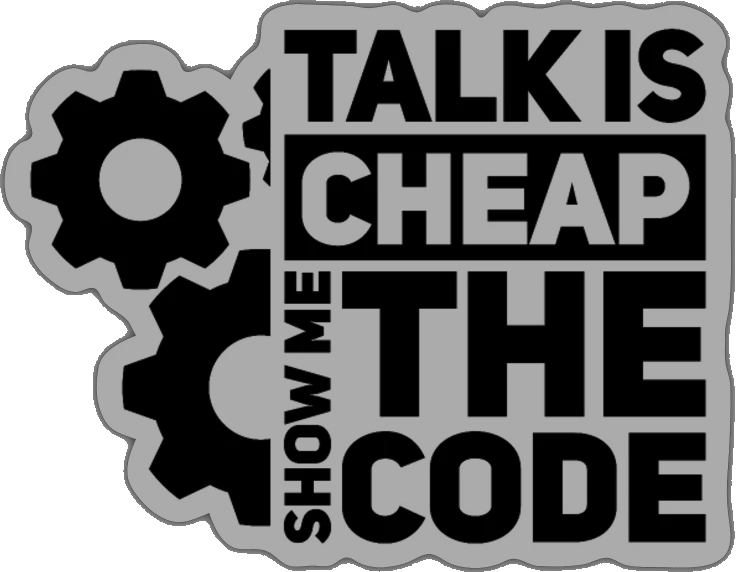 TALK IS
CHEAP
SHOW ME
THE
CODE